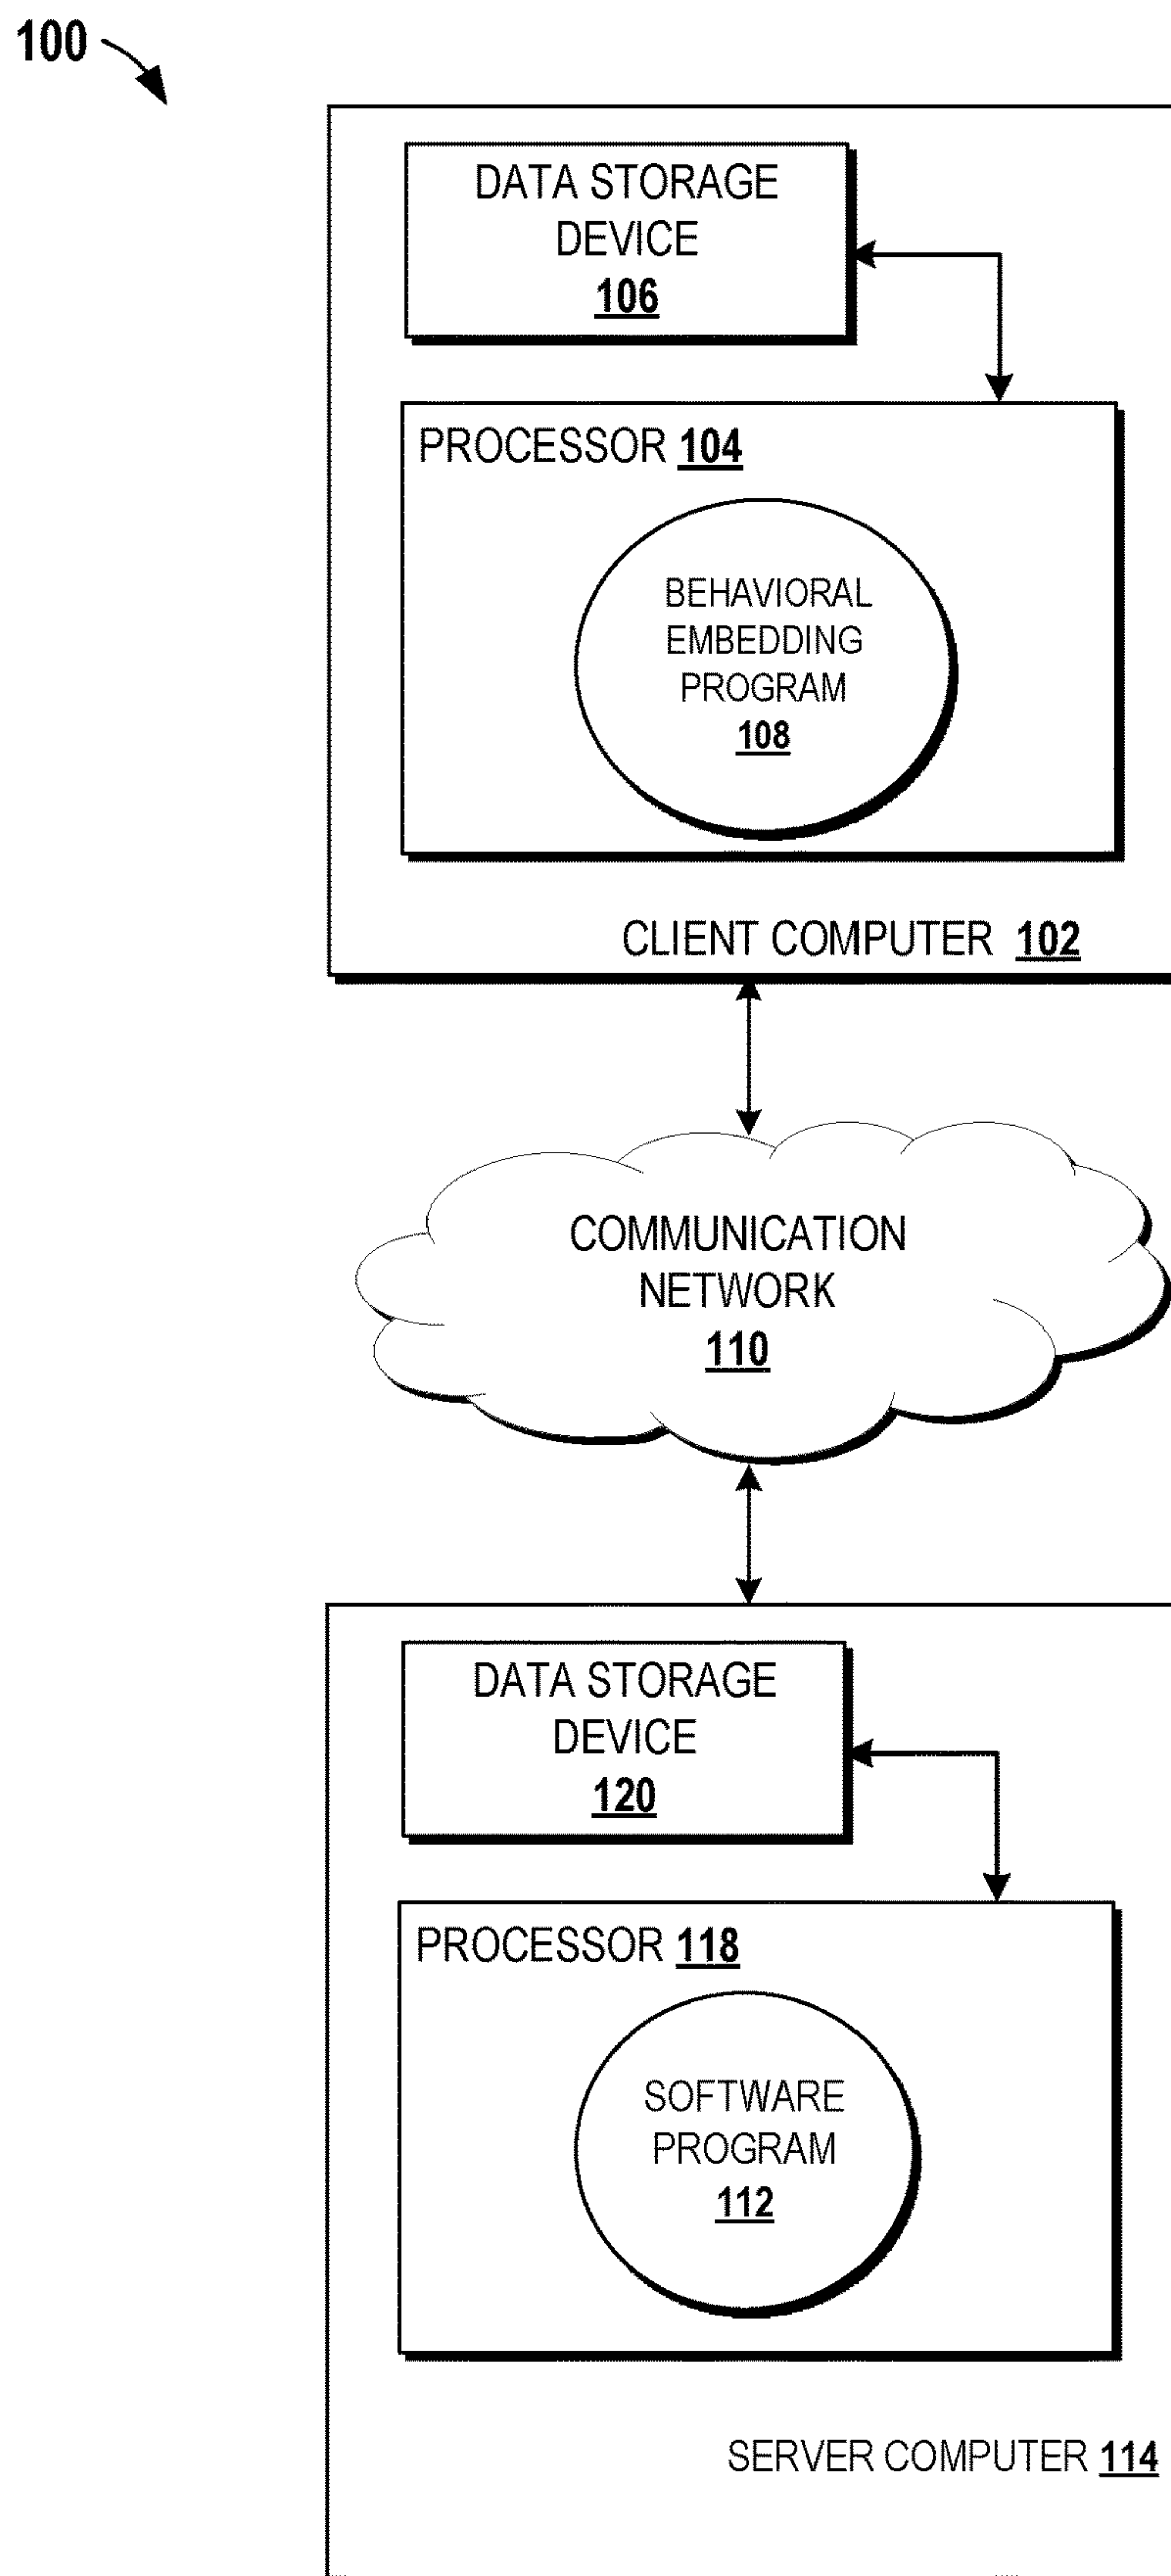 100
DATA STORAGE
DEVICE
106
PROCESSOR 104
BEHAVIORAL
EMBEDDING
PROGRAM
108
CLIENT COMPUTER 102
COMMUNICATION
NETWORK
110
DATA STORAGE
DEVICE
120
PROCESSOR 118
SOFTWARE
PROGRAM
112
SERVER COMPUTER 114